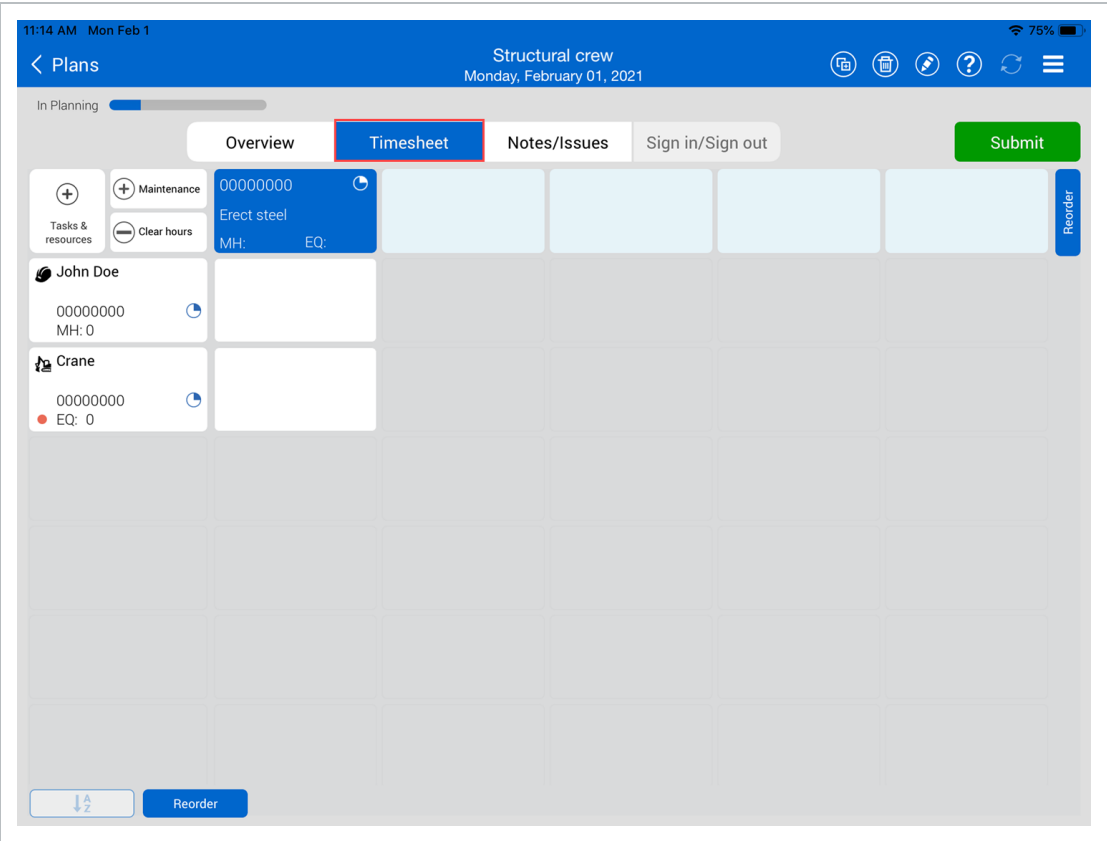 11:14 AM Mon Feb 1
75%
Plans
Structural crew
Monday, February 01, 2021
In Planning
Overview
Timesheet
Notes/Issues
Sign in/Sign out
Submit
Tasks &
resources
Maintenance
Clear hours
00000000
Erect steel
MH: EQ:
Reorder
John Doe
00000000
MH: 0
Crane
00000000
EQ: 0
A
Z
Reorder